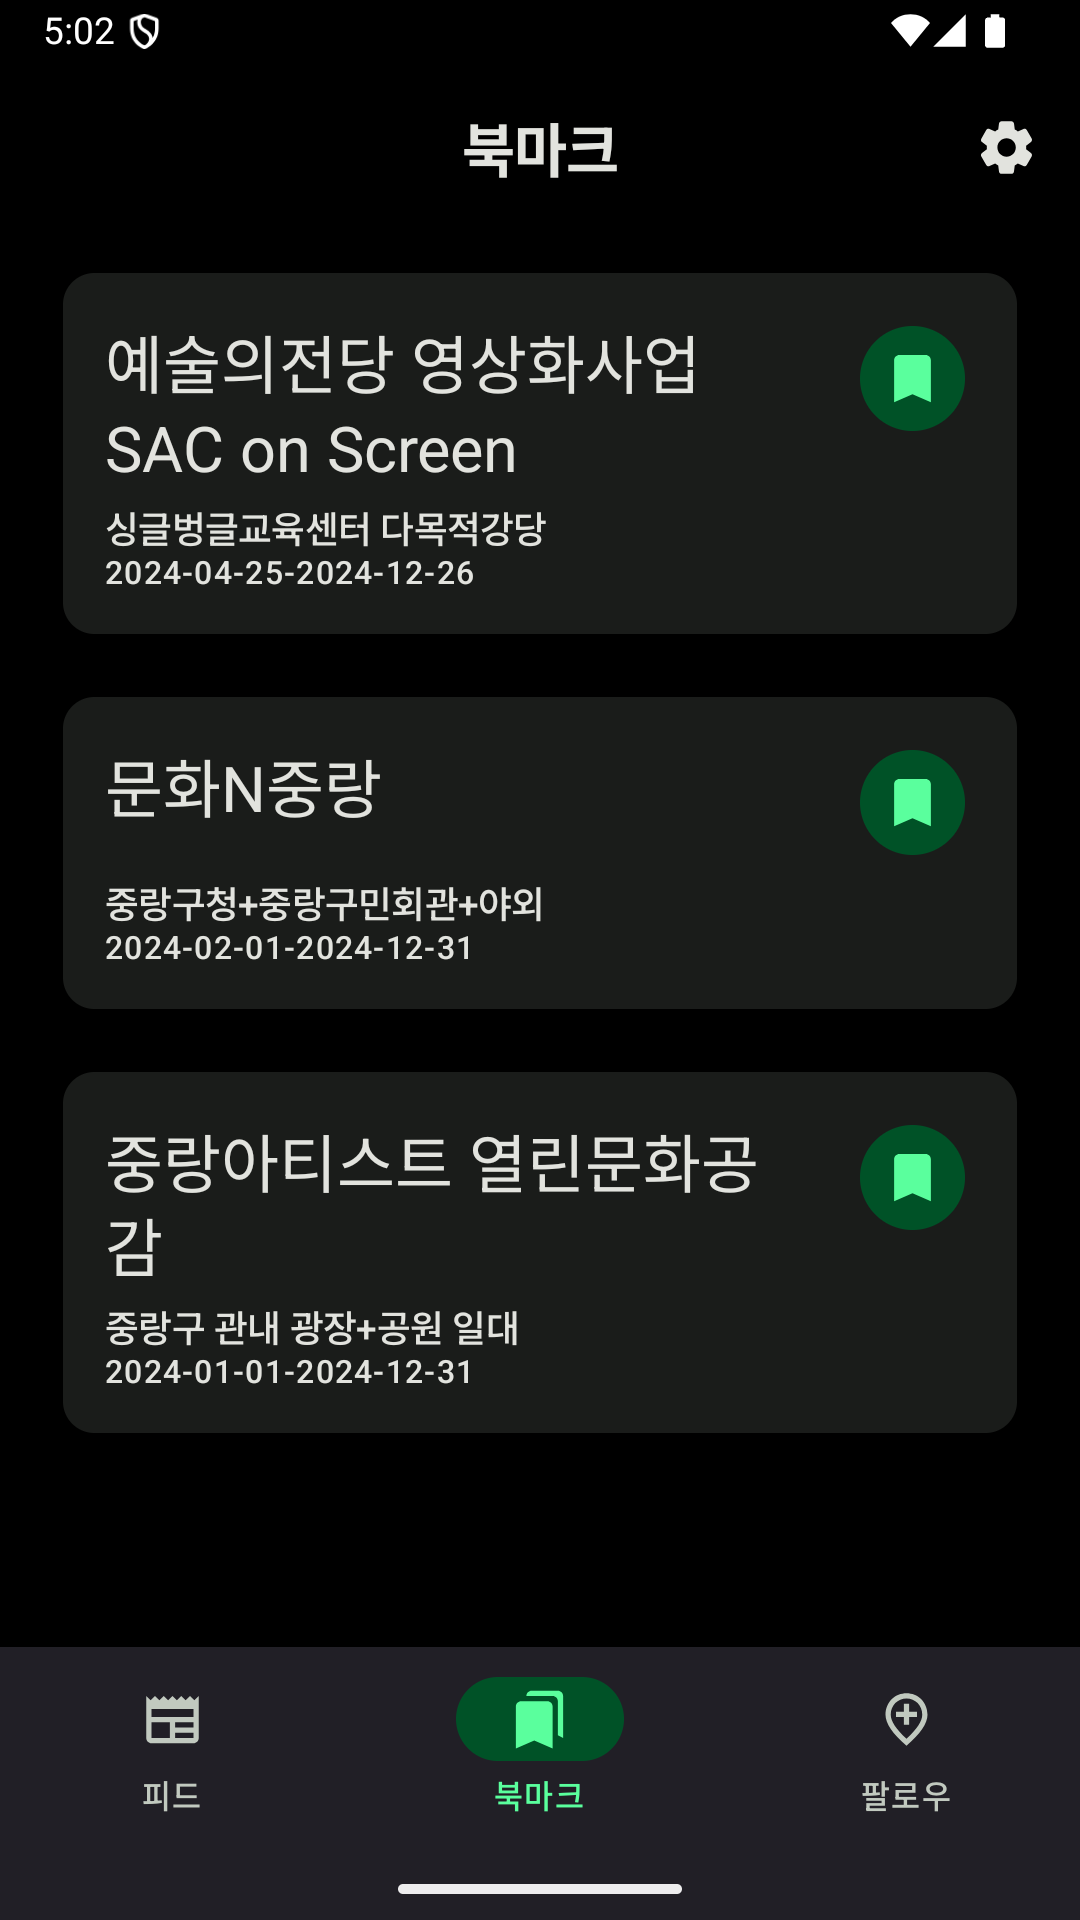 5:02
북마크
예술의전당 영상화사업
SAC on Screen
싱글벙글교육센터 다목적강당
2024-04-25-2024-12-26
문화N중랑
중랑구청+중랑구민회관+야외
2024-02-01-2024-12-31
중랑아티스트 열린문화공
감
중랑구 관내 광장+공원 일대
2024-01-01-2024-12-31
피드
북마크
팔로우